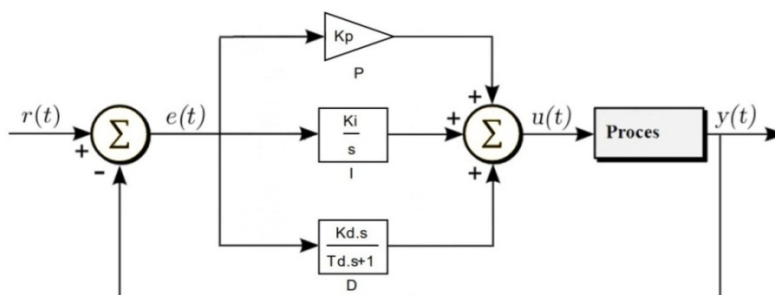 Kp
P
+
+
r(t)
Σ
e(t)
+
-
Ki
s
I
+
Σ
u(t)
Proces
y(t)
+
Kd.s
Td.s+1
D